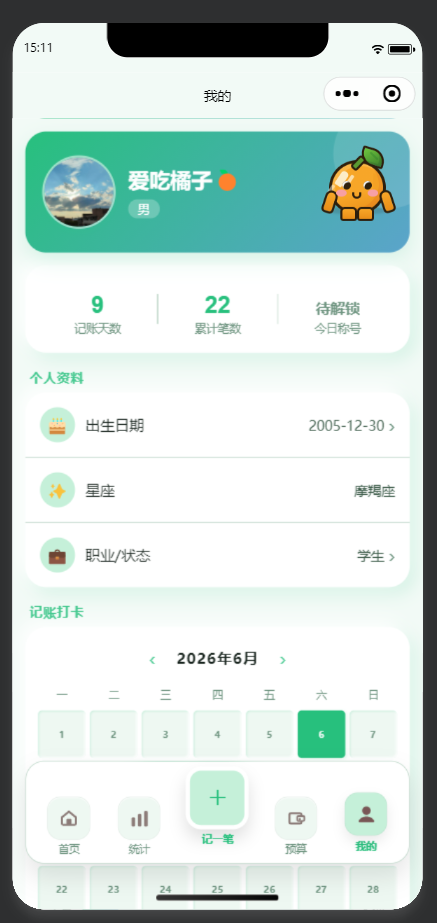 15:11
我的
爱吃橘子
男
9 22 待解锁
记账天数 累计笔数 今日称号
个人资料
出生日期 2005-12-30 ›
星座 摩羯座
职业/状态 学生 ›
记账打卡
‹ 2026年6月 ›
一 二 三 四 五 六 日
1 2 3 4 5 6 7
首页 统计 记一笔 预算 我的
22 23 24 25 26 27 28